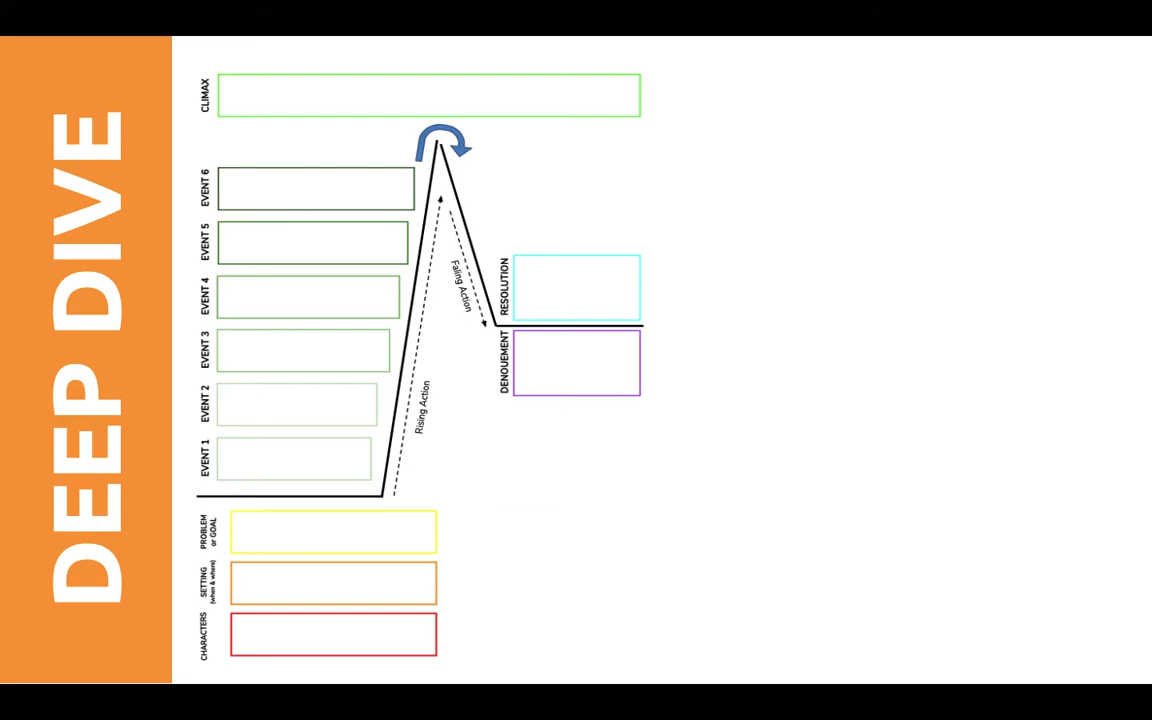 DEEP DIVE
CLIMAX
EVENT 6
EVENT 5
EVENT 4
EVENT 3
EVENT 2
EVENT 1
Rising Action
Faling Action
RESOLUTION
DENOUEMENT
PROBLEM
or GOAL
SETTING
(when & where)
CHARACTERS